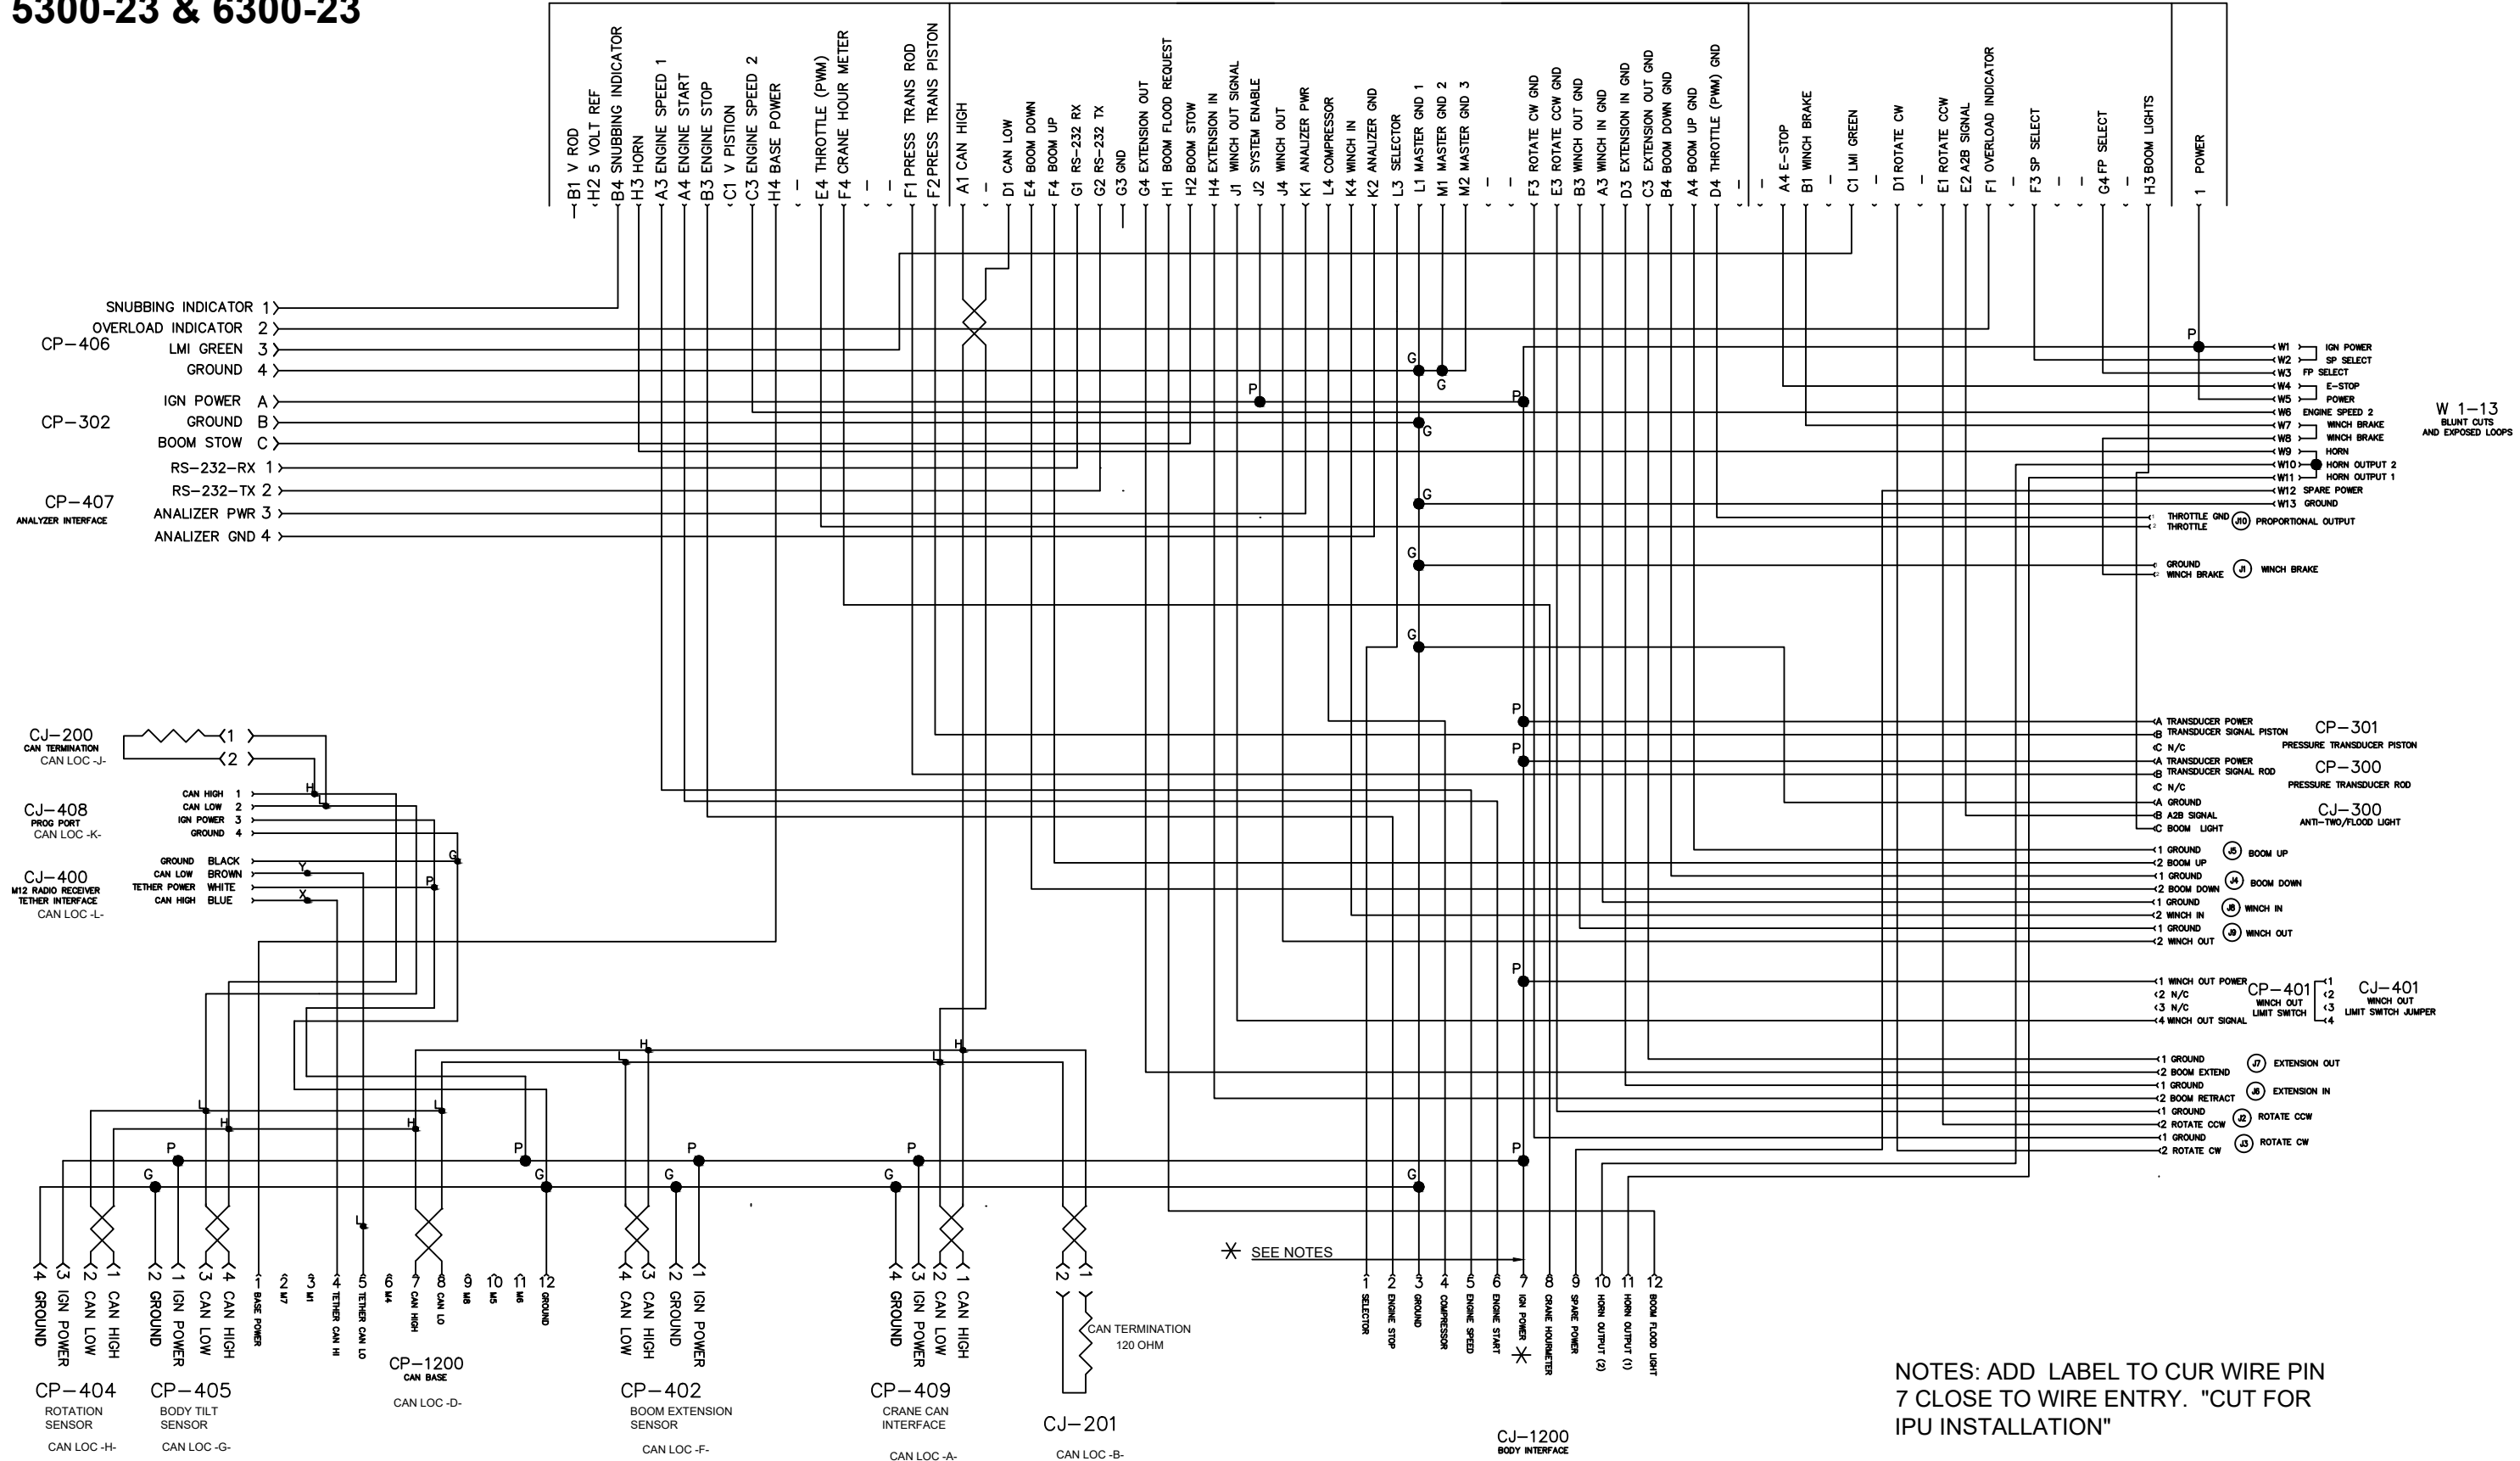 5300-23 & 6300-23
B1 V ROD
H2 5 VOLT REF
B4 SNUBBING INDICATOR
H3 HORN
A3 ENGINE SPEED 1
A4 ENGINE START
B3 ENGINE STOP
C1 V PISTION
C3 ENGINE SPEED 2
H4 BASE POWER
-
E4 THROTTLE (PWM)
F4 CRANE HOUR METER
-
-
F1 PRESS TRANS ROD
F2 PRESS TRANS PISTON
A1 CAN HIGH
-
D1 CAN LOW
E4 BOOM DOWN
F4 BOOM UP
G1 RS-232 RX
G2 RS-232 TX
G3 GND
G4 EXTENSION OUT
H1 BOOM FLOOD REQUEST
H2 BOOM STOW
H4 EXTENSION IN
J1 WINCH OUT SIGNAL
J2 SYSTEM ENABLE
J4 WINCH OUT
K1 ANALIZER PWR
L4 COMPRESSOR
K4 WINCH IN
K2 ANALIZER GND
L3 SELECTOR
L1 MASTER GND 1
M1 MASTER GND 2
M2 MASTER GND 3
-
-
F3 ROTATE CW GND
E3 ROTATE CCW GND
B3 WINCH OUT GND
A3 WINCH IN GND
D3 EXTENSION IN GND
C3 EXTENSION OUT GND
B4 BOOM DOWN GND
A4 BOOM UP GND
D4 THROTTLE (PWM) GND
-
-
A4 E-STOP
B1 WINCH BRAKE
-
C1 LMI GREEN
-
D1 ROTATE CW
-
E1 ROTATE CCW
E2 A2B SIGNAL
F1 OVERLOAD INDICATOR
-
F3 SP SELECT
-
-
G4 FP SELECT
-
H3 BOOM LIGHTS
1 POWER
CP-406
SNUBBING INDICATOR 1
OVERLOAD INDICATOR 2
LMI GREEN 3
GROUND 4
CP-302
IGN POWER A
GROUND B
BOOM STOW C
CP-407
ANALYZER INTERFACE
RS-232-RX 1
RS-232-TX 2
ANALIZER PWR 3
ANALIZER GND 4
G
G
P
P
G
G
G
G
P
W1 IGN POWER
W2 SP SELECT
W3 FP SELECT
W4 E-STOP
W5 POWER
W6 ENGINE SPEED 2
W7 WINCH BRAKE
W8 WINCH BRAKE
W9 HORN
W10 HORN OUTPUT 2
W11 HORN OUTPUT 1
W12 SPARE POWER
W13 GROUND
W 1-13
BLUNT CUTS
AND EXPOSED LOOPS
1 THROTTLE GND
2 THROTTLE
J10 PROPORTIONAL OUTPUT
GROUND
2 WINCH BRAKE
J1 WINCH BRAKE
CJ-200
CAN TERMINATION
CAN LOC -J-
1
2
CJ-408
PROG PORT
CAN LOC -K-
CAN HIGH 1
CAN LOW 2
IGN POWER 3
GROUND 4
H
L
CJ-400
M12 RADIO RECEIVER
TETHER INTERFACE
CAN LOC -L-
GROUND BLACK
CAN LOW BROWN
TETHER POWER WHITE
CAN HIGH BLUE
G
Y
P
X
P
P
A TRANSDUCER POWER
B TRANSDUCER SIGNAL PISTON
C N/C
CP-301
PRESSURE TRANSDUCER PISTON
A TRANSDUCER POWER
B TRANSDUCER SIGNAL ROD
C N/C
CP-300
PRESSURE TRANSDUCER ROD
A GROUND
B A2B SIGNAL
C BOOM LIGHT
CJ-300
ANTI-TWO/FLOOD LIGHT
1 GROUND
2 BOOM UP
J5 BOOM UP
1 GROUND
2 BOOM DOWN
J4 BOOM DOWN
1 GROUND
2 WINCH IN
J8 WINCH IN
1 GROUND
2 WINCH OUT
J9 WINCH OUT
P
1 WINCH OUT POWER
2 N/C
3 N/C
4 WINCH OUT SIGNAL
CP-401
WINCH OUT
LIMIT SWITCH
1
2
3
4
CJ-401
WINCH OUT
LIMIT SWITCH JUMPER
1 GROUND
2 BOOM EXTEND
J7 EXTENSION OUT
1 GROUND
2 BOOM RETRACT
J6 EXTENSION IN
1 GROUND
2 ROTATE CCW
J2 ROTATE CCW
1 GROUND
2 ROTATE CW
J3 ROTATE CW
L
H
L
H
L
L
H
H
P
P
P
P
P
G
G
G
G
G
L
4 GROUND
3 IGN POWER
2 CAN LOW
1 CAN HIGH
CP-404
ROTATION
SENSOR
CAN LOC -H-
2 GROUND
1 IGN POWER
3 CAN LOW
4 CAN HIGH
CP-405
BODY TILT
SENSOR
CAN LOC -G-
1 BASE POWER
2 M7
3 M1
4 TETHER CAN HI
5 TETHER CAN LO
6 M4
7 CAN HIGH
8 CAN LO
9 M8
10 M5
11 M6
12 GROUND
CP-1200
CAN BASE
CAN LOC -D-
4 CAN LOW
3 CAN HIGH
2 GROUND
1 IGN POWER
CP-402
BOOM EXTENSION
SENSOR
CAN LOC -F-
4 GROUND
3 IGN POWER
2 CAN LOW
1 CAN HIGH
CP-409
CRANE CAN
INTERFACE
CAN LOC -A-
2
1
CAN TERMINATION
120 OHM
CJ-201
CAN LOC -B-
* SEE NOTES
1 SELECTOR
2 ENGINE STOP
3 GROUND
4 COMPRESSOR
5 ENGINE SPEED
6 ENGINE START
7 IGN POWER *
8 CRANE HOURMETER
9 SPARE POWER
10 HORN OUTPUT (2)
11 HORN OUTPUT (1)
12 BOOM FLOOD LIGHT
CJ-1200
BODY INTERFACE
NOTES: ADD LABEL TO CUR WIRE PIN
7 CLOSE TO WIRE ENTRY. "CUT FOR
IPU INSTALLATION"